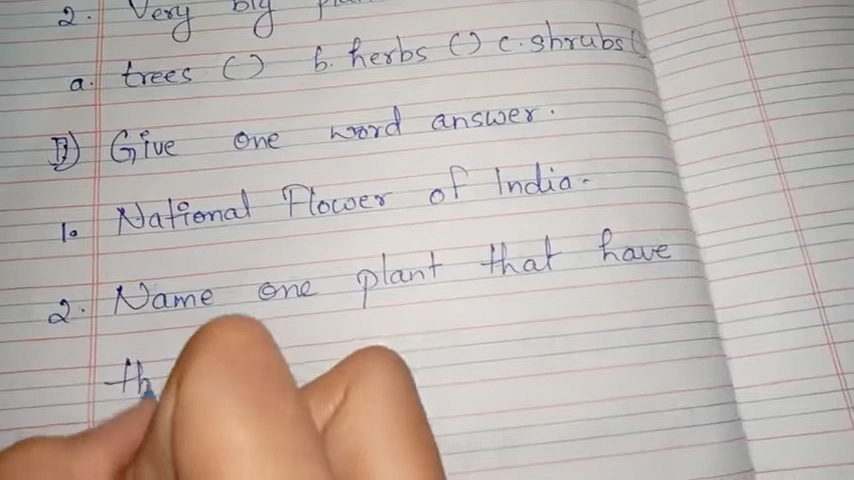 2. Very big
a. trees ( ) b. herbs ( ) c. shrubs (
II) Give one word answer.
1. National Flower of India-
2. Name one plant that have
th